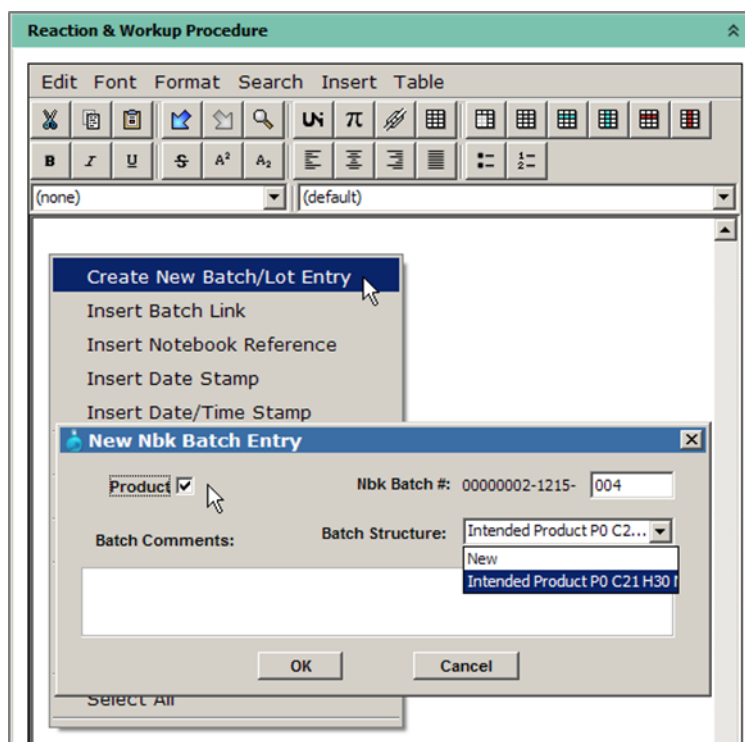 Reaction & Workup Procedure
Edit Font Format Search Insert Table
B I U S A² A₂
(none) (default)
Create New Batch/Lot Entry
Insert Batch Link
Insert Notebook Reference
Insert Date Stamp
Insert Date/Time Stamp
New Nbk Batch Entry
Product Nbk Batch #: 00000002-1215- 004
Batch Comments: Batch Structure: Intended Product P0 C2...
New
Intended Product P0 C21 H30
OK Cancel
Select All